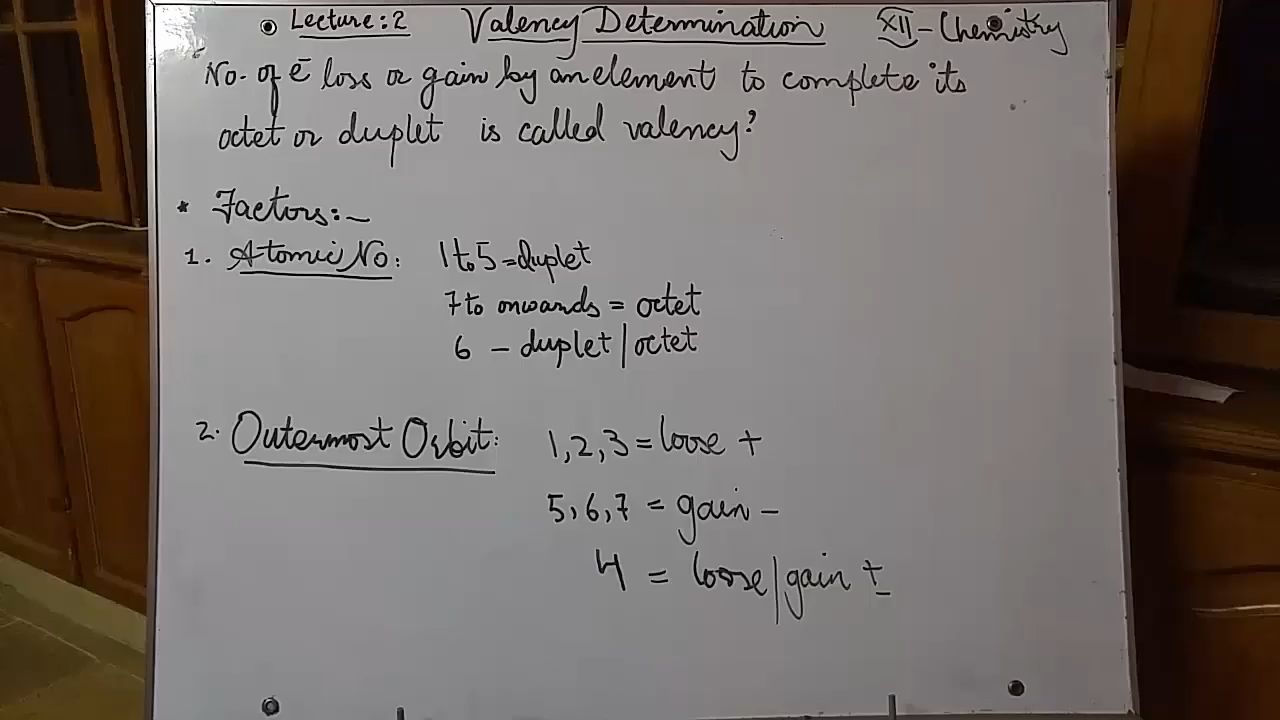 Lecture: 2 Valency Determination XII - Chemistry
No. of ē loss or gain by an element to complete its
octet or duplet is called valency?
* Factors:~
1. Atomic No: 1 to 5 = duplet
7 to onwards = octet
6 - duplet | octet
2. Outermost Orbit: 1, 2, 3 = loose +
5, 6, 7 = gain -
4 = loose | gain ±